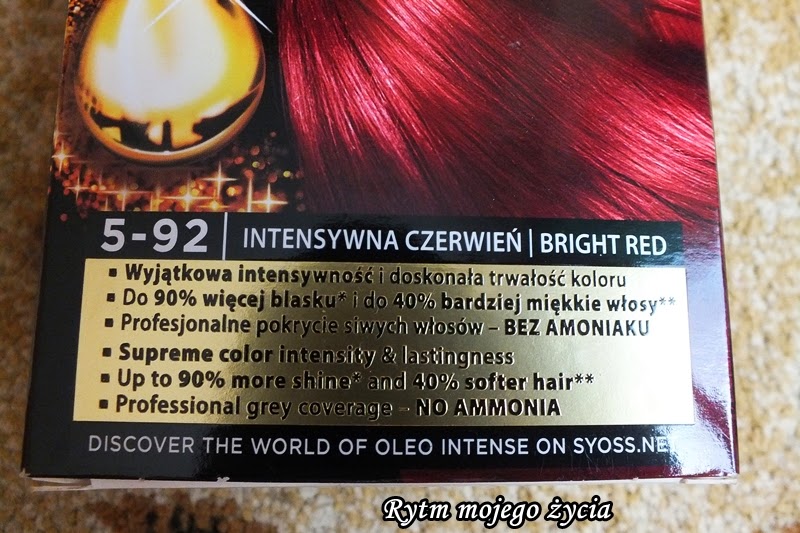 5-92 | INTENSYWNA CZERWIEŃ | BRIGHT RED
▪ Wyjątkowa intensywność i doskonała trwałość koloru
▪ Do 90% więcej blasku* i do 40% bardziej miękkie włosy**
▪ Profesjonalne pokrycie siwych włosów – BEZ AMONIAKU
▪ Supreme color intensity & lastingness
▪ Up to 90% more shine* and 40% softer hair**
▪ Professional grey coverage – NO AMMONIA
DISCOVER THE WORLD OF OLEO INTENSE ON SYOSS.NE
Rytm mojego życia